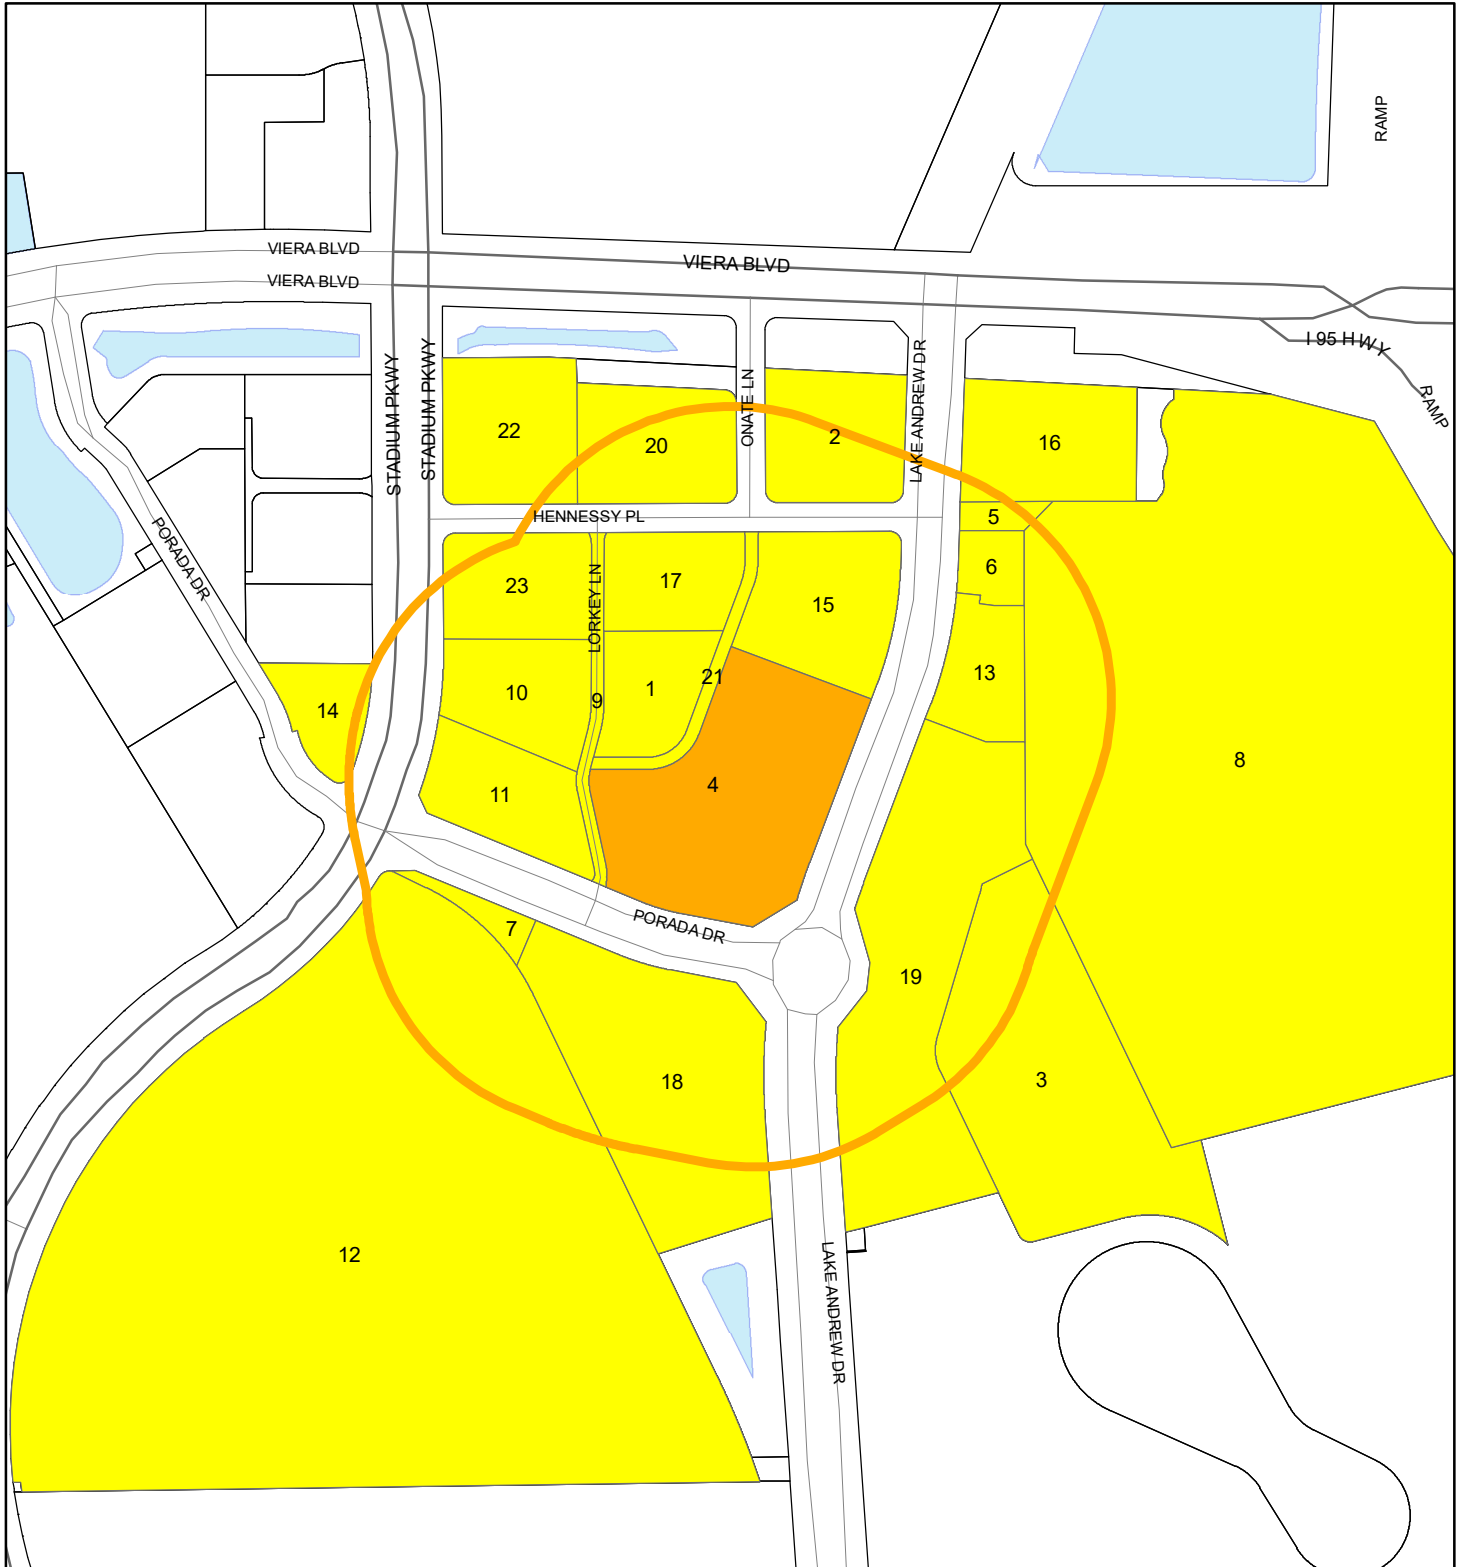 RAMP
VIERA BLVD
VIERA BLVD
VIERA BLVD
I 95 HWY
RAMP
STADIUM PKWY
STADIUM PKWY
ONATE LN
LAKE ANDREW DR
22
20
2
16
HENNESSY PL
5
PORADA DR
6
23
LORKEY LN
17
15
13
10
9
1
21
14
11
4
8
7
PORADA DR
19
18
3
12
LAKE ANDREW DR